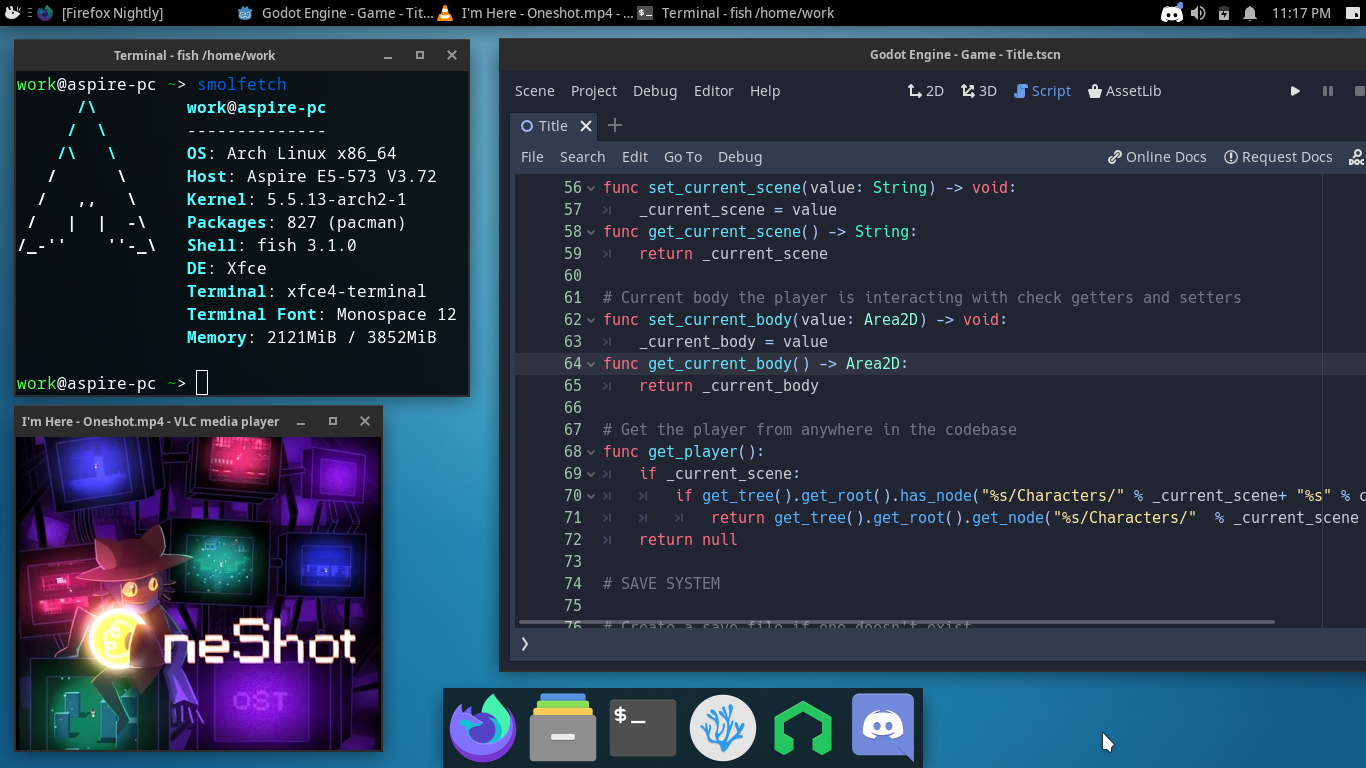 [Firefox Nightly]
Godot Engine - Game - Tit...
I'm Here - Oneshot.mp4 - ...
Terminal - fish /home/work
11:17 PM
Terminal - fish /home/work
work@aspire-pc ~> smolfetch
work@aspire-pc
--------------
OS: Arch Linux x86_64
Host: Aspire E5-573 V3.72
Kernel: 5.5.13-arch2-1
Packages: 827 (pacman)
Shell: fish 3.1.0
DE: Xfce
Terminal: xfce4-terminal
Terminal Font: Monospace 12
Memory: 2121MiB / 3852MiB
work@aspire-pc ~>
I'm Here - Oneshot.mp4 - VLC media player
OneShot
OST
Godot Engine - Game - Title.tscn
Scene Project Debug Editor Help 2D 3D Script AssetLib
Title
File Search Edit Go To Debug Online Docs Request Docs
DOC
56 func set_current_scene(value: String) -> void:
57 _current_scene = value
58 func get_current_scene() -> String:
59 return _current_scene
60
61 # Current body the player is interacting with check getters and setters
62 func set_current_body(value: Area2D) -> void:
63 _current_body = value
64 func get_current_body() -> Area2D:
65 return _current_body
66
67 # Get the player from anywhere in the codebase
68 func get_player():
69 if _current_scene:
70 if get_tree().get_root().has_node("%s/Characters/" % _current_scene+ "%s" % c
71 return get_tree().get_root().get_node("%s/Characters/" % _current_scene
72 return null
73
74 # SAVE SYSTEM
75
76 # Create a save file if one doesn't exist
$_